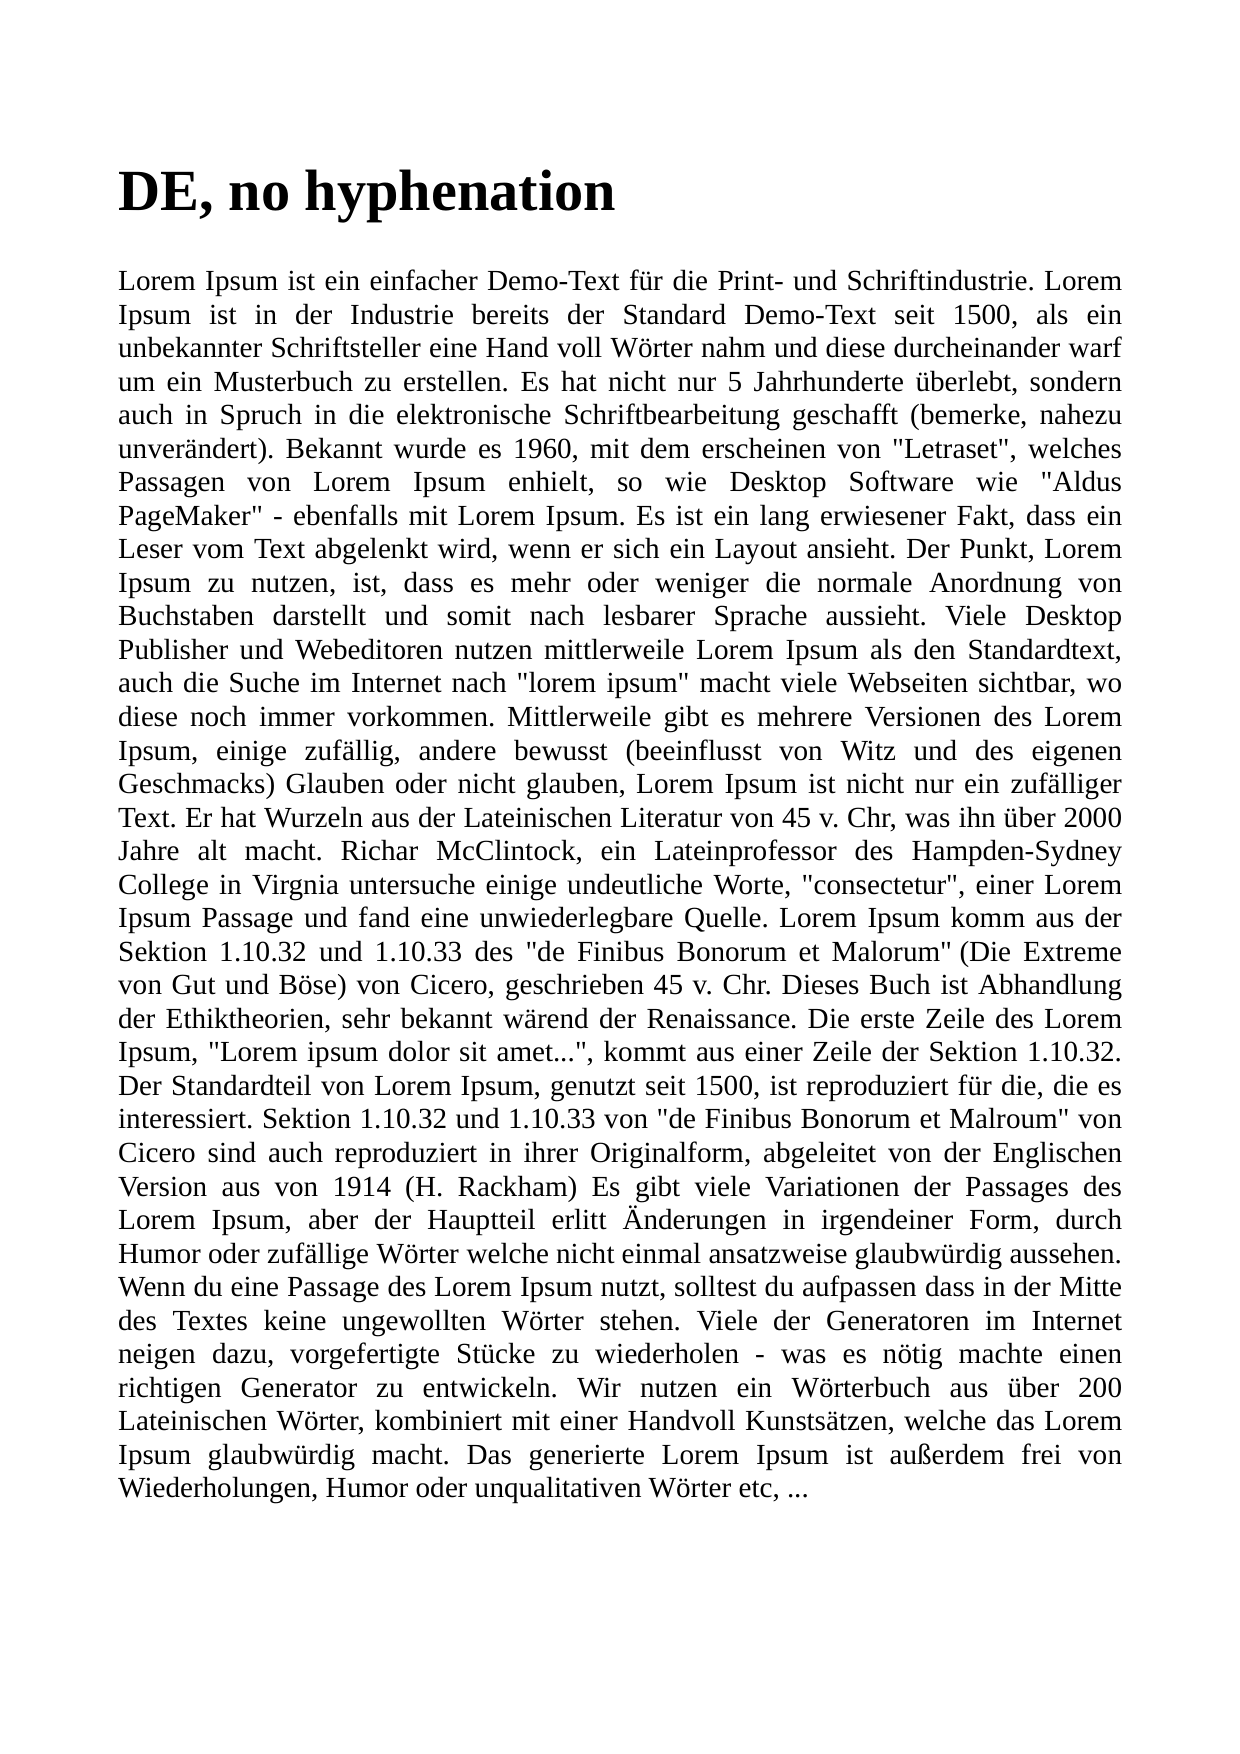 DE, no hyphenation
Lorem Ipsum ist ein einfacher Demo-Text für die Print- und Schriftindustrie. Lorem
Ipsum ist in der Industrie bereits der Standard Demo-Text seit 1500, als ein
unbekannter Schriftsteller eine Hand voll Wörter nahm und diese durcheinander warf
um ein Musterbuch zu erstellen. Es hat nicht nur 5 Jahrhunderte überlebt, sondern
auch in Spruch in die elektronische Schriftbearbeitung geschafft (bemerke, nahezu
unverändert). Bekannt wurde es 1960, mit dem erscheinen von "Letraset", welches
Passagen von Lorem Ipsum enhielt, so wie Desktop Software wie "Aldus
PageMaker" - ebenfalls mit Lorem Ipsum. Es ist ein lang erwiesener Fakt, dass ein
Leser vom Text abgelenkt wird, wenn er sich ein Layout ansieht. Der Punkt, Lorem
Ipsum zu nutzen, ist, dass es mehr oder weniger die normale Anordnung von
Buchstaben darstellt und somit nach lesbarer Sprache aussieht. Viele Desktop
Publisher und Webeditoren nutzen mittlerweile Lorem Ipsum als den Standardtext,
auch die Suche im Internet nach "lorem ipsum" macht viele Webseiten sichtbar, wo
diese noch immer vorkommen. Mittlerweile gibt es mehrere Versionen des Lorem
Ipsum, einige zufällig, andere bewusst (beeinflusst von Witz und des eigenen
Geschmacks) Glauben oder nicht glauben, Lorem Ipsum ist nicht nur ein zufälliger
Text. Er hat Wurzeln aus der Lateinischen Literatur von 45 v. Chr, was ihn über 2000
Jahre alt macht. Richar McClintock, ein Lateinprofessor des Hampden-Sydney
College in Virgnia untersuche einige undeutliche Worte, "consectetur", einer Lorem
Ipsum Passage und fand eine unwiederlegbare Quelle. Lorem Ipsum komm aus der
Sektion 1.10.32 und 1.10.33 des "de Finibus Bonorum et Malorum" (Die Extreme
von Gut und Böse) von Cicero, geschrieben 45 v. Chr. Dieses Buch ist Abhandlung
der Ethiktheorien, sehr bekannt wärend der Renaissance. Die erste Zeile des Lorem
Ipsum, "Lorem ipsum dolor sit amet...", kommt aus einer Zeile der Sektion 1.10.32.
Der Standardteil von Lorem Ipsum, genutzt seit 1500, ist reproduziert für die, die es
interessiert. Sektion 1.10.32 und 1.10.33 von "de Finibus Bonorum et Malroum" von
Cicero sind auch reproduziert in ihrer Originalform, abgeleitet von der Englischen
Version aus von 1914 (H. Rackham) Es gibt viele Variationen der Passages des
Lorem Ipsum, aber der Hauptteil erlitt Änderungen in irgendeiner Form, durch
Humor oder zufällige Wörter welche nicht einmal ansatzweise glaubwürdig aussehen.
Wenn du eine Passage des Lorem Ipsum nutzt, solltest du aufpassen dass in der Mitte
des Textes keine ungewollten Wörter stehen. Viele der Generatoren im Internet
neigen dazu, vorgefertigte Stücke zu wiederholen - was es nötig machte einen
richtigen Generator zu entwickeln. Wir nutzen ein Wörterbuch aus über 200
Lateinischen Wörter, kombiniert mit einer Handvoll Kunstsätzen, welche das Lorem
Ipsum glaubwürdig macht. Das generierte Lorem Ipsum ist außerdem frei von
Wiederholungen, Humor oder unqualitativen Wörter etc, ...